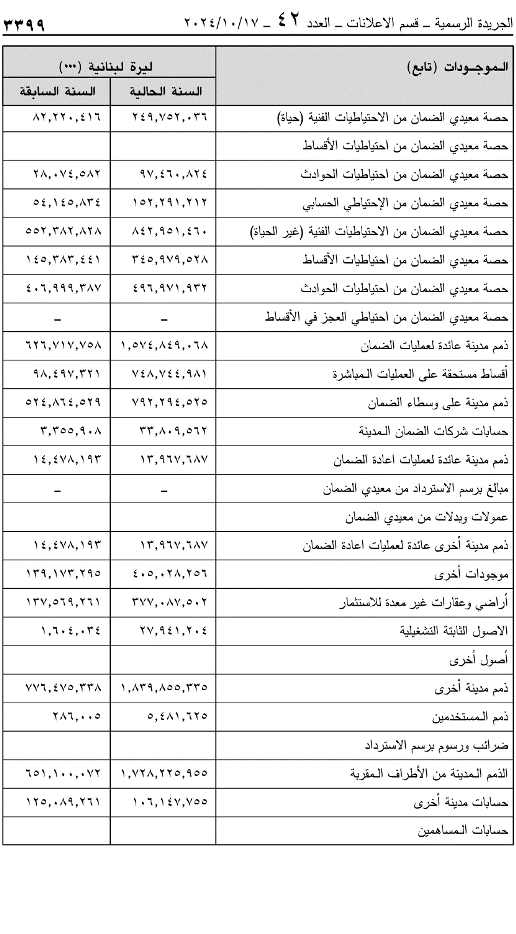 الجريدة الرسمية – قسم الاعلانات – العدد ٤٢ – ٢٠٢٤/١٠/١٧ ٣٣٩٩
الـموجـودات (تابع) ليرة لبنانية (٠٠٠)
السنة الحالية السنة السابقة
حصة معيدي الضمان من الاحتياطيات الفنية (حياة) ٢٤٩,٧٥٢,٠٣٦ ٨٢,٢٢٠,٤١٦
حصة معيدي الضمان من احتياطيات الأقساط
حصة معيدي الضمان من احتياطيات الحوادث ٩٧,٤٦٠,٨٢٤ ٢٨,٠٧٤,٥٨٢
حصة معيدي الضمان من الإحتياطي الحسابي ١٥٢,٢٩١,٢١٢ ٥٤,١٤٥,٨٣٤
حصة معيدي الضمان من الاحتياطيات الفنية (غير الحياة) ٨٤٢,٩٥١,٤٦٠ ٥٥٢,٣٨٢,٨٢٨
حصة معيدي الضمان من احتياطيات الأقساط ٣٤٥,٩٧٩,٥٢٨ ١٤٥,٣٨٣,٤٤١
حصة معيدي الضمان من احتياطيات الحوادث ٤٩٦,٩٧١,٩٣٢ ٤٠٦,٩٩٩,٣٨٧
حصة معيدي الضمان من احتياطي العجز في الأقساط – –
ذمم مدينة عائدة لعمليات الضمان ١,٥٧٤,٨٤٩,٠٦٨ ٦٢٦,٧١٧,٧٥٨
أقساط مستحقة على العمليات الـمباشرة ٧٤٨,٧٤٤,٩٨١ ٩٨,٤٩٧,٣٢١
ذمم مدينة على وسطاء الضمان ٧٩٢,٢٩٤,٥٢٥ ٥٢٤,٨٦٤,٥٢٩
حسابات شركات الضمان الـمدينة ٣٣,٨٠٩,٥٦٢ ٣,٣٥٥,٩٠٨
ذمم مدينة عائدة لعمليات اعادة الضمان ١٣,٩٦٧,٦٨٧ ١٤,٤٧٨,١٩٣
مبالغ برسم الاسترداد من معيدي الضمان – –
عمولات وبدلات من معيدي الضمان
ذمم مدينة أخرى عائدة لعمليات اعادة الضمان ١٣,٩٦٧,٦٨٧ ١٤,٤٧٨,١٩٣
موجودات أخرى ٤٠٥,٠٢٨,٢٥٦ ١٣٩,١٧٣,٢٩٥
أراضي وعقارات غير معدة للاستثمار ٣٧٧,٠٨٧,٥٠٢ ١٣٧,٥٦٩,٢٦١
الاصول الثابتة التشغيلية ٢٧,٩٤١,٢٠٤ ١,٦٠٤,٠٣٤
أصول أخرى
ذمم مدينة أخرى ١,٨٣٩,٨٥٥,٣٣٥ ٧٧٦,٤٧٥,٣٣٨
ذمم الـمستخدمين ٥,٤٨١,٦٢٥ ٢٨٦,٠٠٥
ضرائب ورسوم برسم الاسترداد
الذمم الـمدينة من الأطراف الـمقربة ١,٧٢٨,٢٢٥,٩٥٥ ٦٥١,١٠٠,٠٧٢
حسابات مدينة أخرى ١٠٦,١٤٧,٧٥٥ ١٢٥,٠٨٩,٢٦١
حسابات الـمساهمين